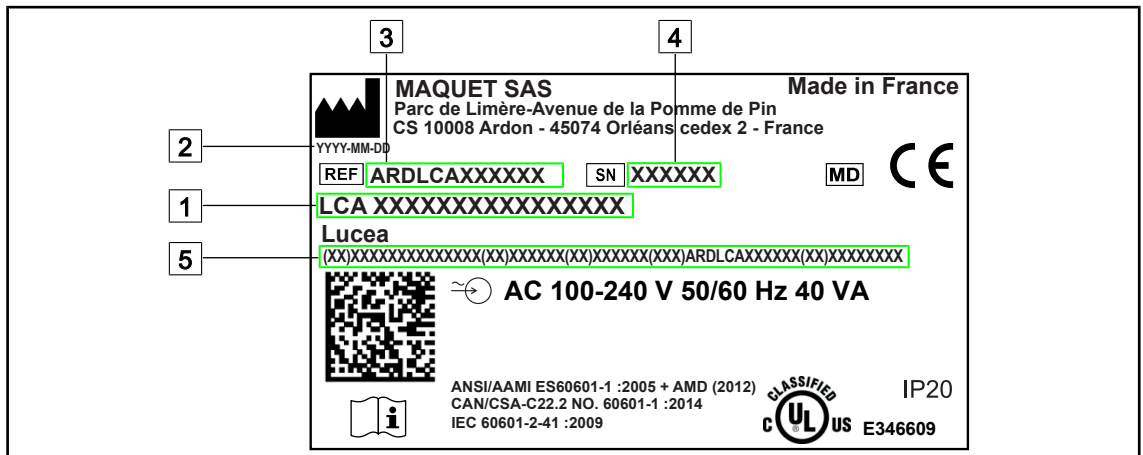 3 4
MAQUET SAS Made in France
Parc de Limère-Avenue de la Pomme de Pin
CS 10008 Ardon - 45074 Orléans cedex 2 - France
2 YYYY-MM-DD
REF ARDLCAXXXXXX SN XXXXXX MD CE
1 LCA XXXXXXXXXXXXXXXX
Lucea
5 (XX)XXXXXXXXXXXXXX(XX)XXXXXX(XX)XXXXXX(XXX)ARDLCAXXXXXX(XX)XXXXXXXX
AC 100-240 V 50/60 Hz 40 VA
ANSI/AAMI ES60601-1 :2005 + AMD (2012)
CAN/CSA-C22.2 NO. 60601-1 :2014
IEC 60601-2-41 :2009
i
CLASSIFIED
C UL ® US E346609
IP20